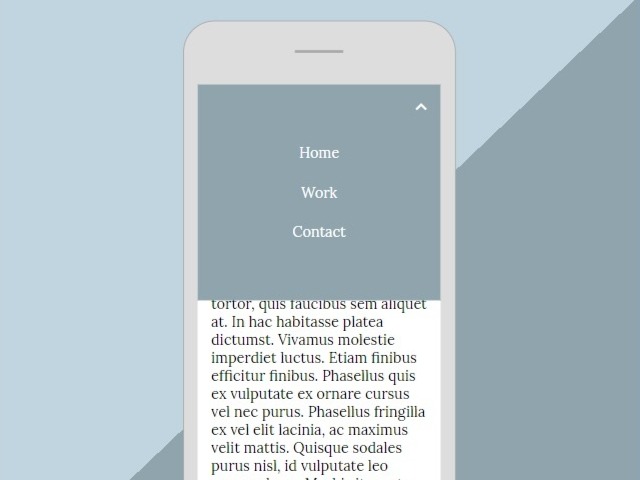 Home
Work
Contact
tortor, quis faucibus sem aliquet
at. In hac habitasse platea
dictumst. Vivamus molestie
imperdiet luctus. Etiam finibus
efficitur finibus. Phasellus quis
ex vulputate ex ornare cursus
vel nec purus. Phasellus fringilla
ex vel elit lacinia, ac maximus
velit mattis. Quisque sodales
purus nisl, id vulputate leo